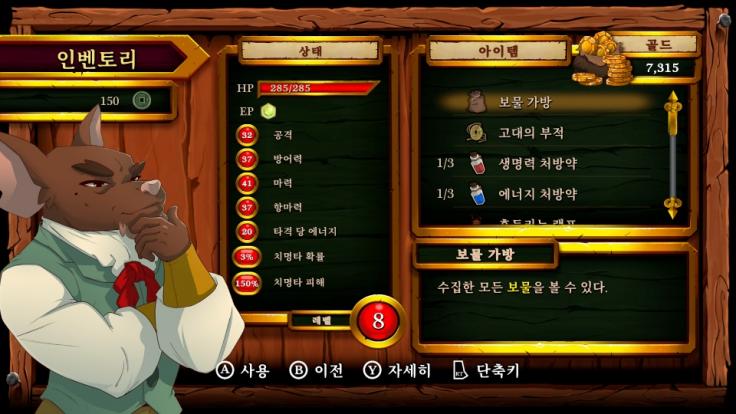 인벤토리
150
상태
HP 285/285
EP
32 공격
37 방어력
41 마력
37 항마력
20 타격 당 에너지
3% 치명타 확률
150% 치명타 피해
레벨 8
아이템
골드
7,315
보물 가방
고대의 부적
1/3 생명력 처방약
1/3 에너지 처방약
보물 가방
수집한 모든 보물을 볼 수 있다.
A 사용 B 이전 Y 자세히 RT 단축키